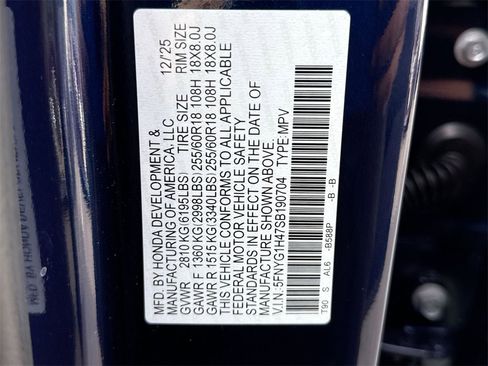 MFD. BY HONDA DEVELOPMENT & 12/25
MANUFACTURING OF AMERICA, LLC
GVWR 2810 KG(6195LBS) TIRE SIZE RIM SIZE
GAWR F 1360 KG(2998LBS) 255/60R18 108H 18X8.0J
GAWR R 1515 KG(3340LBS) 255/60R18 108H 18X8.0J
THIS VEHICLE CONFORMS TO ALL APPLICABLE
FEDERAL MOTOR VEHICLE SAFETY
STANDARDS IN EFFECT ON THE DATE OF
MANUFACTURE SHOWN ABOVE.
V.I.N.: 5FNYG1H47SB190704 TYPE: MPV
T90 S AL6 -B588P -B -B